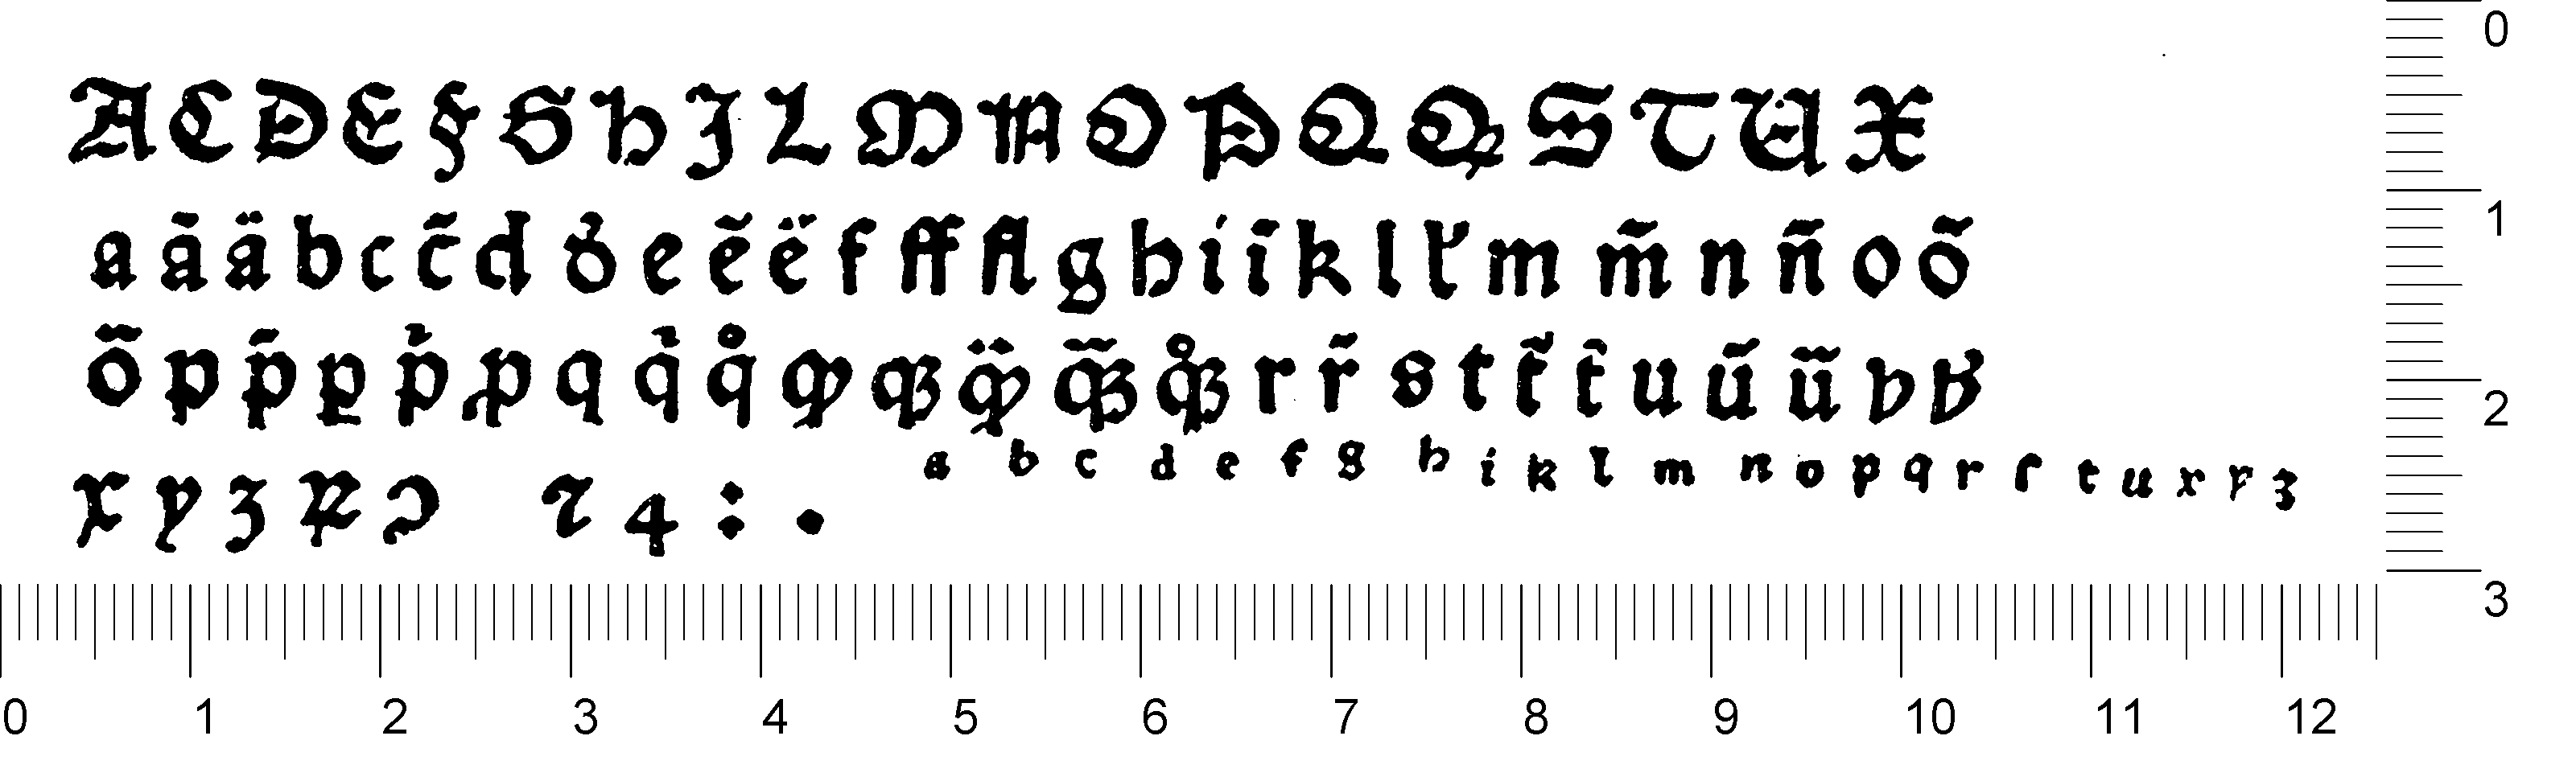 0
A C D E F G H J L M N O P Q Q S T U X
1
a ã ä b c c̃ d e ẽ ë f ff fl g h i ĩ k l m m̃ n ñ o õ
õ p p̃ ꝑ ꝓ q q̊ ꝙ r r̃ s t t̃ u ũ v
2
a b c d e f g h i k l m n o p q r ſ t u x y z
x y z ꝝ ꝯ ⁊ 4 : .
3
0 1 2 3 4 5 6 7 8 9 10 11 12